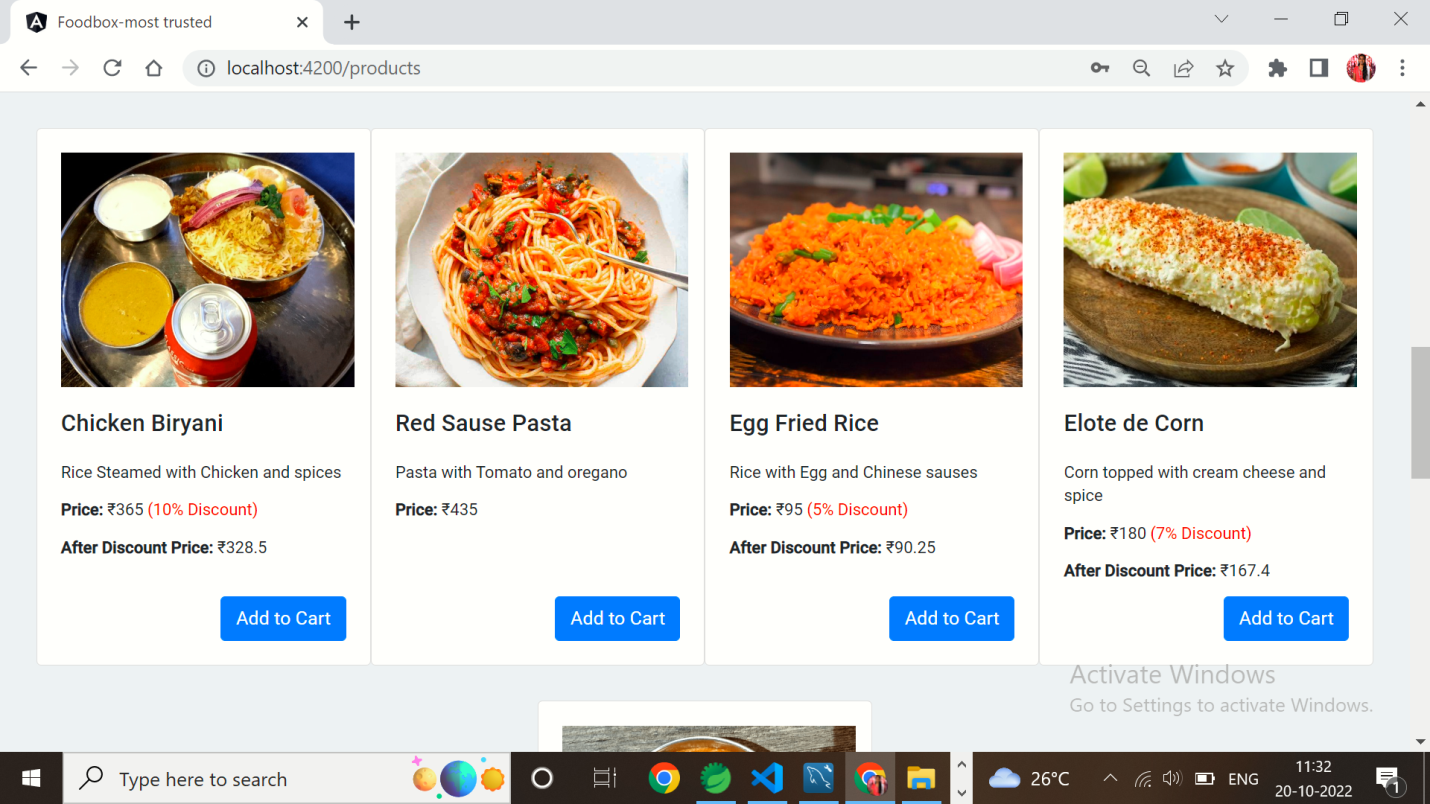 Foodbox-most trusted
localhost:4200/products
Chicken Biryani
Rice Steamed with Chicken and spices
Price: ₹365 (10% Discount)
After Discount Price: ₹328.5
Add to Cart
Red Sause Pasta
Pasta with Tomato and oregano
Price: ₹435
Add to Cart
Egg Fried Rice
Rice with Egg and Chinese sauses
Price: ₹95 (5% Discount)
After Discount Price: ₹90.25
Add to Cart
Elote de Corn
Corn topped with cream cheese and
spice
Price: ₹180 (7% Discount)
After Discount Price: ₹167.4
Add to Cart
Activate Windows
Go to Settings to activate Windows.
Type here to search
26°C
ENG
11:32
20-10-2022
1